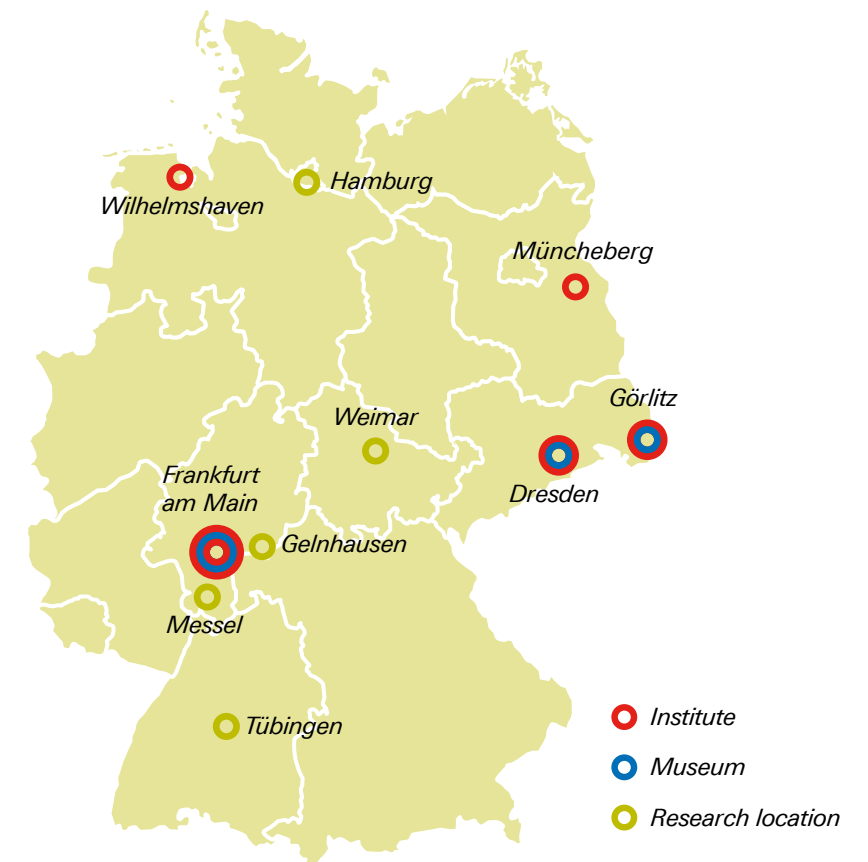 Hamburg
Wilhelmshaven
Müncheberg
Görlitz
Weimar
Frankfurt
am Main
Dresden
Gelnhausen
Messel
Tübingen
Institute
Museum
Research location